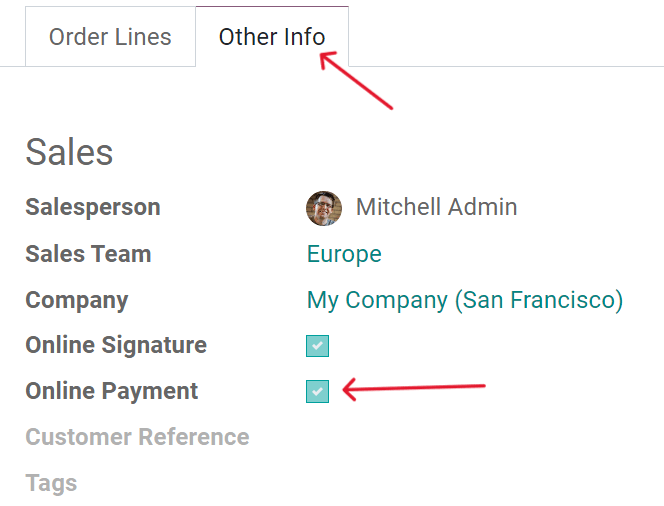 Order Lines Other Info
Sales
Salesperson Mitchell Admin
Sales Team Europe
Company My Company (San Francisco)
Online Signature
Online Payment
Customer Reference
Tags